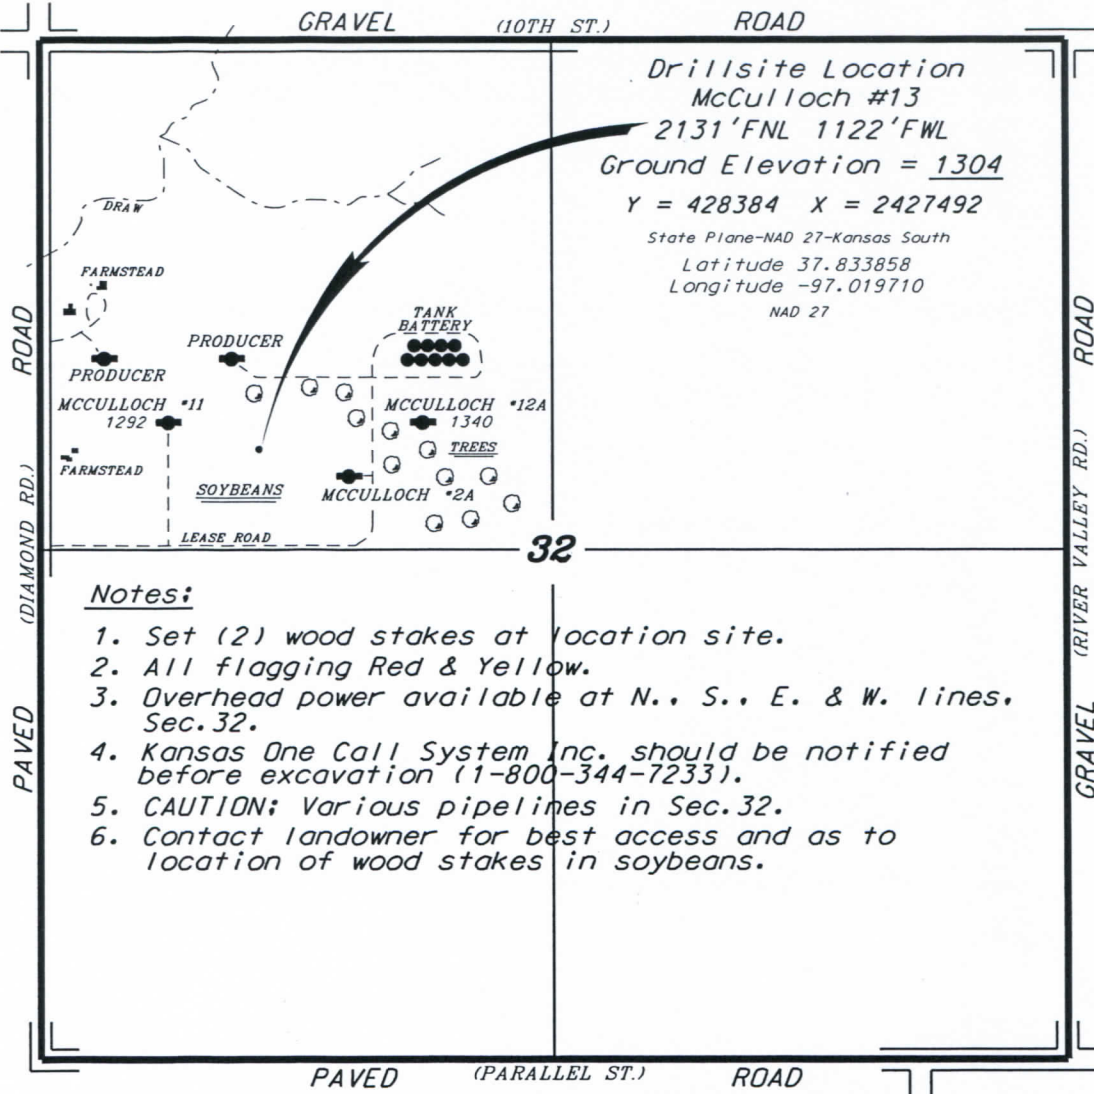 GRAVEL (10TH ST.) ROAD
Drillsite Location
McCulloch #13
2131'FNL 1122'FWL
Ground Elevation = 1304
Y = 428384 X = 2427492
State Plane-NAD 27-Kansas South
Latitude 37.833858
Longitude -97.019710
NAD 27
DRAW
FARMSTEAD
PRODUCER
PRODUCER
TANK
BATTERY
MCCULLOCH #11
1292
MCCULLOCH #12A
1340
TREES
FARMSTEAD
SOYBEANS
MCCULLOCH #2A
LEASE ROAD
32
PAVED (DIAMOND RD.) ROAD
GRAVEL (RIVER VALLEY RD.) ROAD
Notes:
1. Set (2) wood stakes at location site.
2. All flagging Red & Yellow.
3. Overhead power available at N., S., E. & W. lines,
Sec.32.
4. Kansas One Call System Inc. should be notified
before excavation (1-800-344-7233).
5. CAUTION: Various pipelines in Sec.32.
6. Contact landowner for best access and as to
location of wood stakes in soybeans.
PAVED (PARALLEL ST.) ROAD